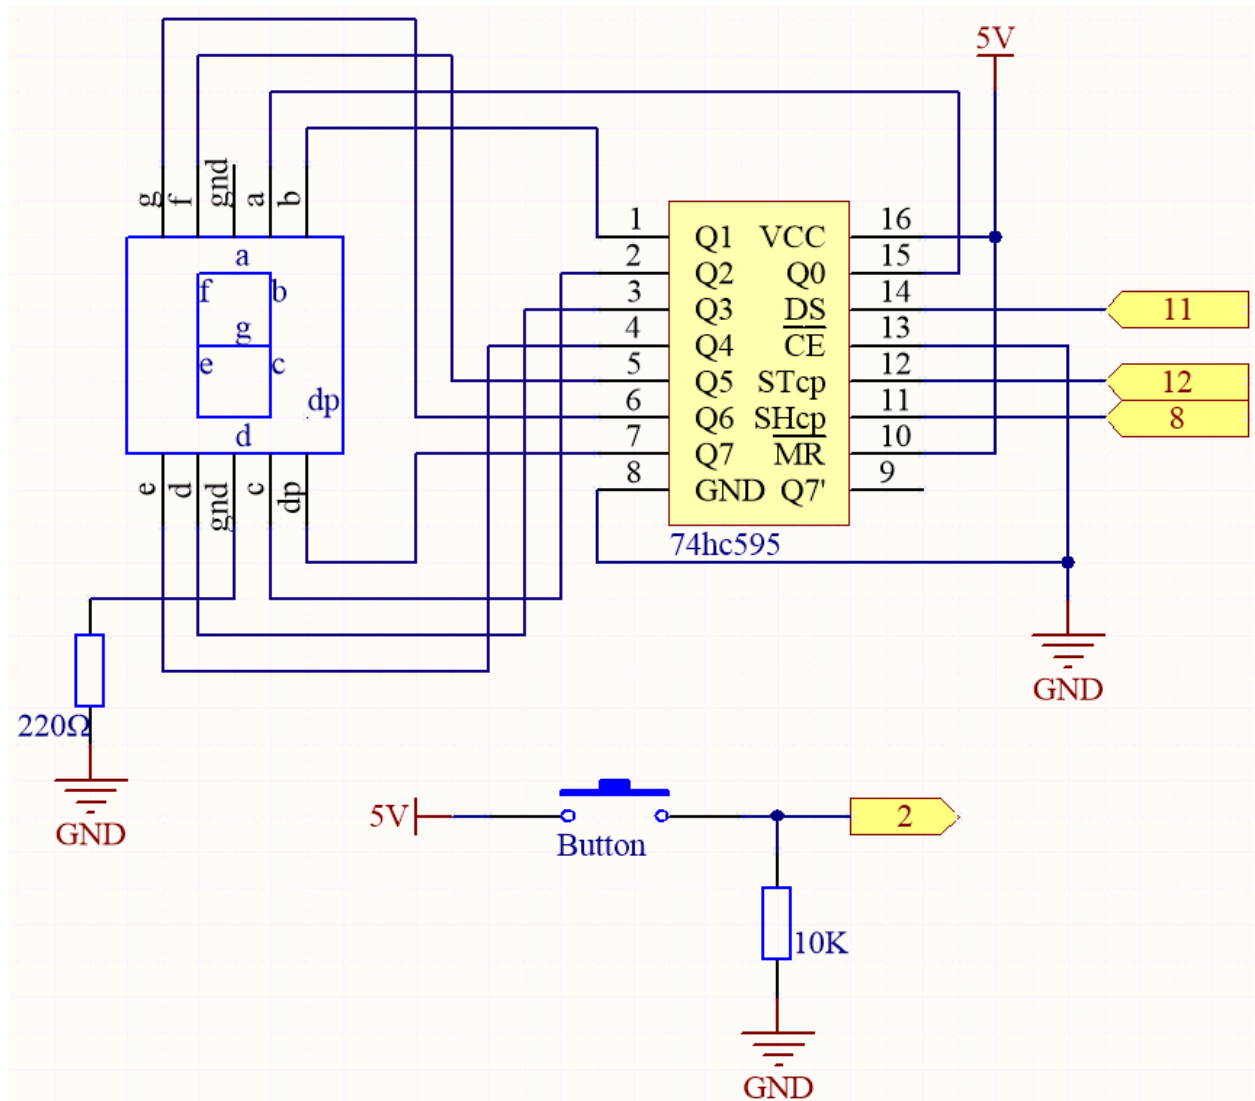 5V
g f gnd a b
a
f b
g
e c
dp
d
e d gnd c dp
220Ω
GND
1 Q1 VCC 16
2 Q2 Q0 15
3 Q3 DS 14
4 Q4 CE 13
5 Q5 STcp 12
6 Q6 SHcp 11
7 Q7 MR 10
8 GND Q7' 9
74hc595
11
12
8
GND
5V
Button
2
10K
GND